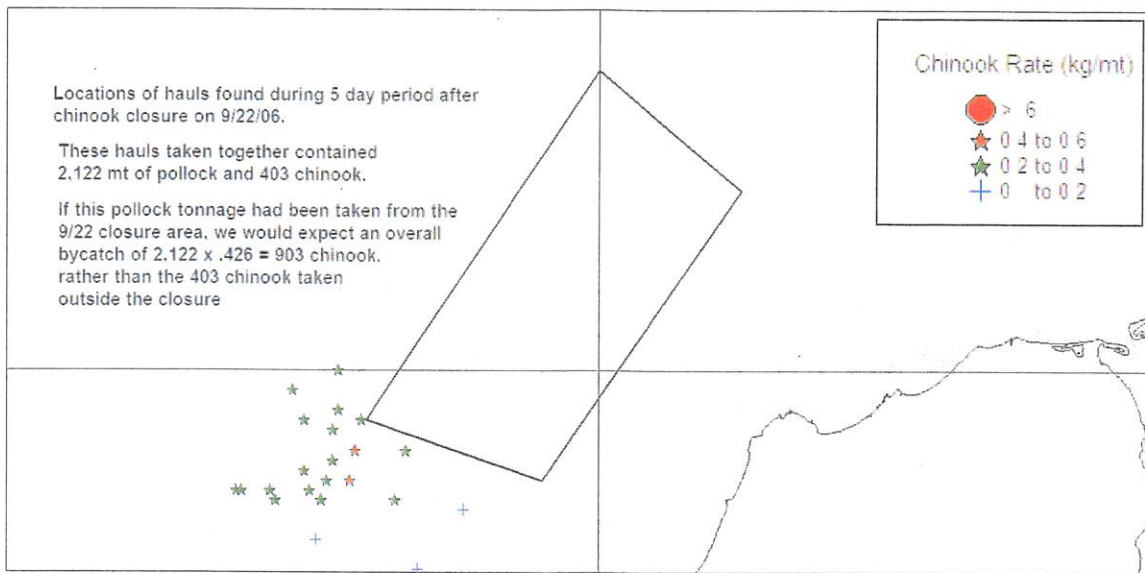 Locations of hauls found during 5 day period after
chinook closure on 9/22/06.
These hauls taken together contained
2,122 mt of pollock and 403 chinook.
If this pollock tonnage had been taken from the
9/22 closure area, we would expect an overall
bycatch of 2,122 x .426 = 903 chinook.
rather than the 403 chinook taken
outside the closure
Chinook Rate (kg/mt)
> 6
0 4 to 0 6
0 2 to 0 4
0 to 0 2